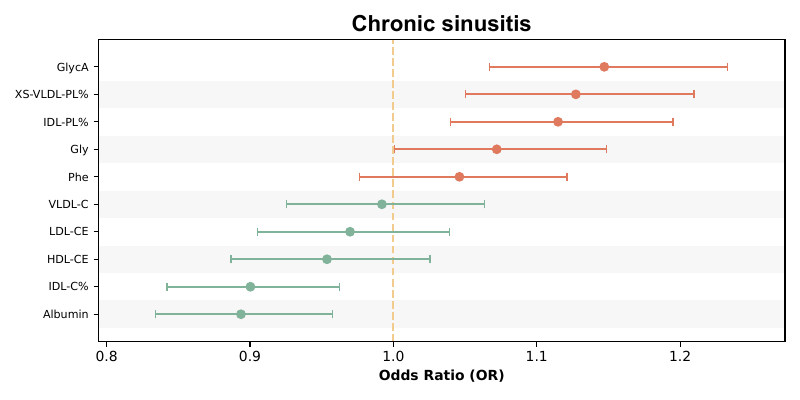 Chronic sinusitis
GlycA
XS-VLDL-PL%
IDL-PL%
Gly
Phe
VLDL-C
LDL-CE
HDL-CE
IDL-C%
Albumin
0.8 0.9 1.0 1.1 1.2
Odds Ratio (OR)